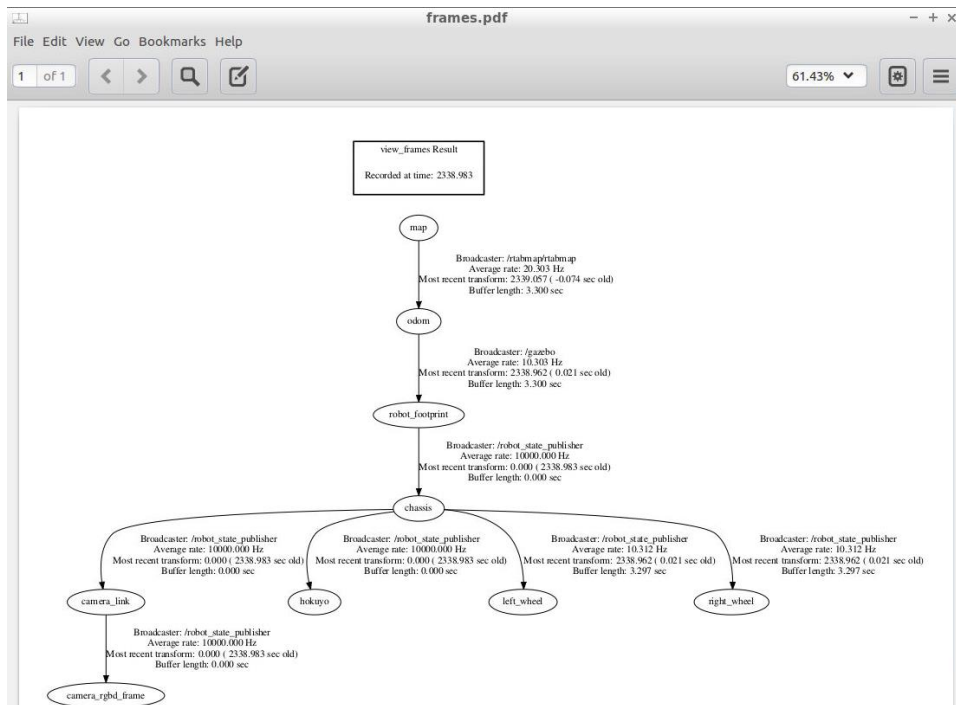 frames.pdf
File Edit View Go Bookmarks Help
1 of 1
61.43%
view_frames Result
Recorded at time: 2338.983
map
Broadcaster: /rtabmap/rtabmap
Average rate: 20.303 Hz
Most recent transform: 2339.057 ( -0.074 sec old)
Buffer length: 3.300 sec
odom
Broadcaster: /gazebo
Average rate: 10.303 Hz
Most recent transform: 2338.962 ( 0.021 sec old)
Buffer length: 3.300 sec
robot_footprint
Broadcaster: /robot_state_publisher
Average rate: 10000.000 Hz
Most recent transform: 0.000 ( 2338.983 sec old)
Buffer length: 0.000 sec
chassis
Broadcaster: /robot_state_publisher
Average rate: 10000.000 Hz
Most recent transform: 0.000 ( 2338.983 sec old)
Buffer length: 0.000 sec
Broadcaster: /robot_state_publisher
Average rate: 10000.000 Hz
Most recent transform: 0.000 ( 2338.983 sec old)
Buffer length: 0.000 sec
Broadcaster: /robot_state_publisher
Average rate: 10.312 Hz
Most recent transform: 2338.962 ( 0.021 sec old)
Buffer length: 3.297 sec
Broadcaster: /robot_state_publisher
Average rate: 10.312 Hz
Most recent transform: 2338.962 ( 0.021 sec old)
Buffer length: 3.297 sec
camera_link
hokuyo
left_wheel
right_wheel
Broadcaster: /robot_state_publisher
Average rate: 10000.000 Hz
Most recent transform: 0.000 ( 2338.983 sec old)
Buffer length: 0.000 sec
camera_rgbd_frame